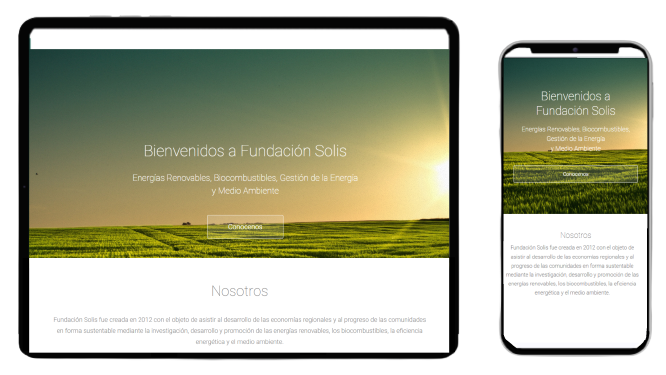 Bienvenidos a Fundación Solis
Energías Renovables, Biocombustibles, Gestión de la Energía
y Medio Ambiente
Conocenos
Nosotros
Fundación Solis fue creada en 2012 con el objeto de asistir al desarrollo de las economías regionales y al progreso de las comunidades
en forma sustentable mediante la investigación, desarrollo y promoción de las energías renovables, los biocombustibles, la eficiencia
energética y el medio ambiente.
Bienvenidos a
Fundación Solis
Energías Renovables, Biocombustibles,
Gestión de la Energía
y Medio Ambiente
Conocenos
Nosotros
Fundación Solis fue creada en 2012 con el objeto de
asistir al desarrollo de las economías regionales y al
progreso de las comunidades en forma sustentable
mediante la investigación, desarrollo y promoción de las
energías renovables, los biocombustibles, la eficiencia
energética y el medio ambiente.